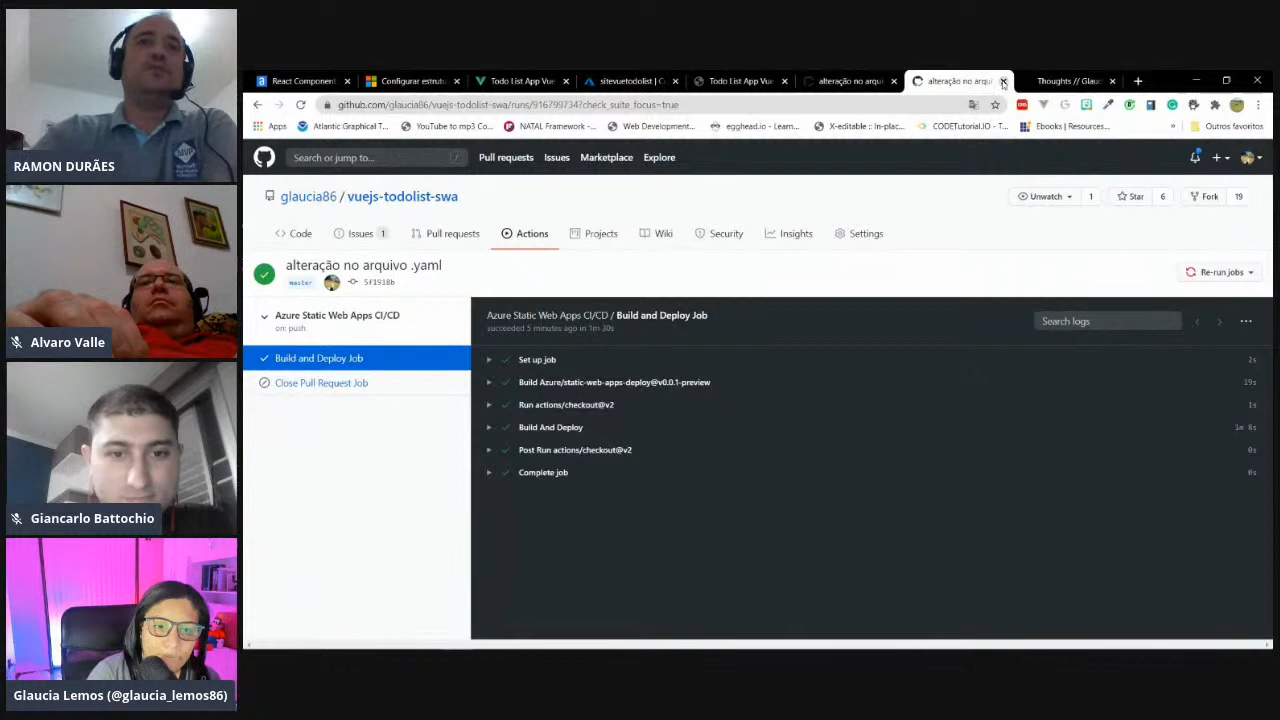 RAMON DURÃES
MVP
Alvaro Valle
Giancarlo Battochio
Glaucia Lemos (@glaucia_lemos86)
React Component
Configurar estrutu
Todo List App Vue
sitevuetodolist | C
Todo List App Vue
alteração no arqui
alteração no arqui
Thoughts // Glauc
github.com/glaucia86/vuejs-todolist-swa/runs/916799734?check_suite_focus=true
Apps
Atlantic Graphical T...
YouTube to mp3 Co...
NATAL Framework -...
Web Development...
egghead.io - Learn...
X-editable :: In-plac...
CODETutorial.IO - T...
Ebooks | Resources...
»
Outros favoritos
Search or jump to...
/
Pull requests
Issues
Marketplace
Explore
glaucia86 / vuejs-todolist-swa
Unwatch
1
Star
6
Fork
19
Code
Issues 1
Pull requests
Actions
Projects
Wiki
Security
Insights
Settings
alteração no arquivo .yaml
master
5f1918b
Re-run jobs
Azure Static Web Apps CI/CD
on: push
Build and Deploy Job
Close Pull Request Job
Azure Static Web Apps CI/CD / Build and Deploy Job
succeeded 5 minutes ago in 1m 30s
Search logs
Set up job 2s
Build Azure/static-web-apps-deploy@v0.0.1-preview 19s
Run actions/checkout@v2 1s
Build And Deploy 1m 8s
Post Run actions/checkout@v2 0s
Complete job 0s